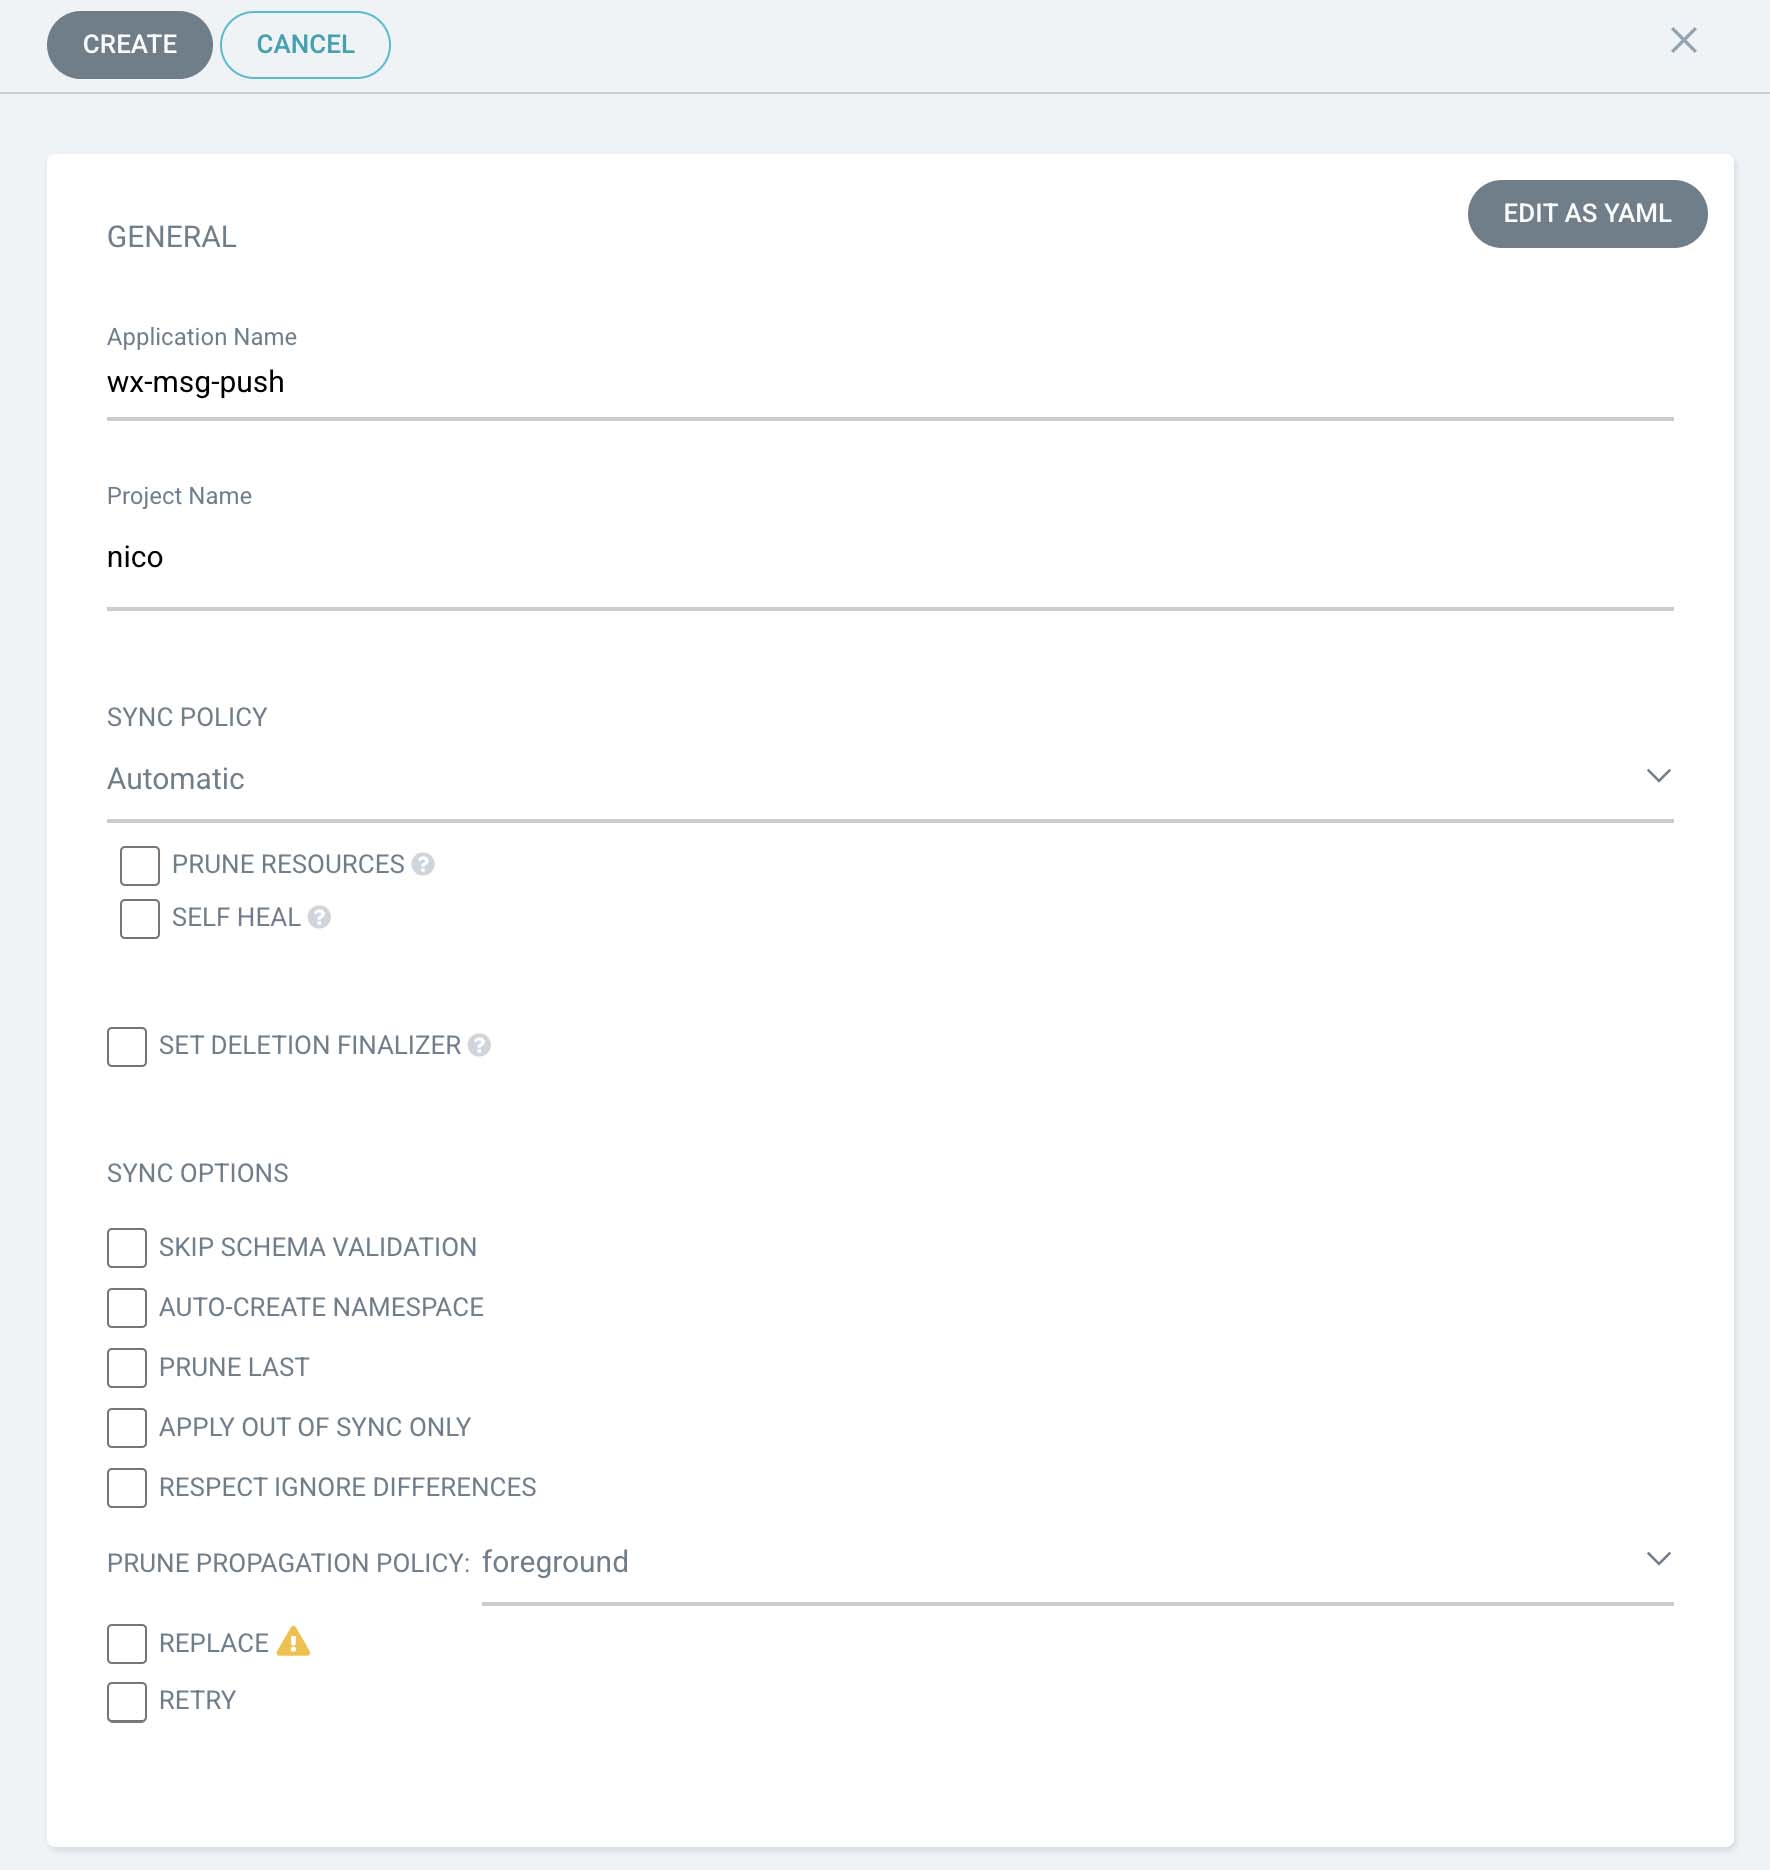 CREATE CANCEL
EDIT AS YAML
GENERAL
Application Name
wx-msg-push
Project Name
nico
SYNC POLICY
Automatic
PRUNE RESOURCES ?
SELF HEAL ?
SET DELETION FINALIZER ?
SYNC OPTIONS
SKIP SCHEMA VALIDATION
AUTO-CREATE NAMESPACE
PRUNE LAST
APPLY OUT OF SYNC ONLY
RESPECT IGNORE DIFFERENCES
PRUNE PROPAGATION POLICY: foreground
REPLACE
RETRY